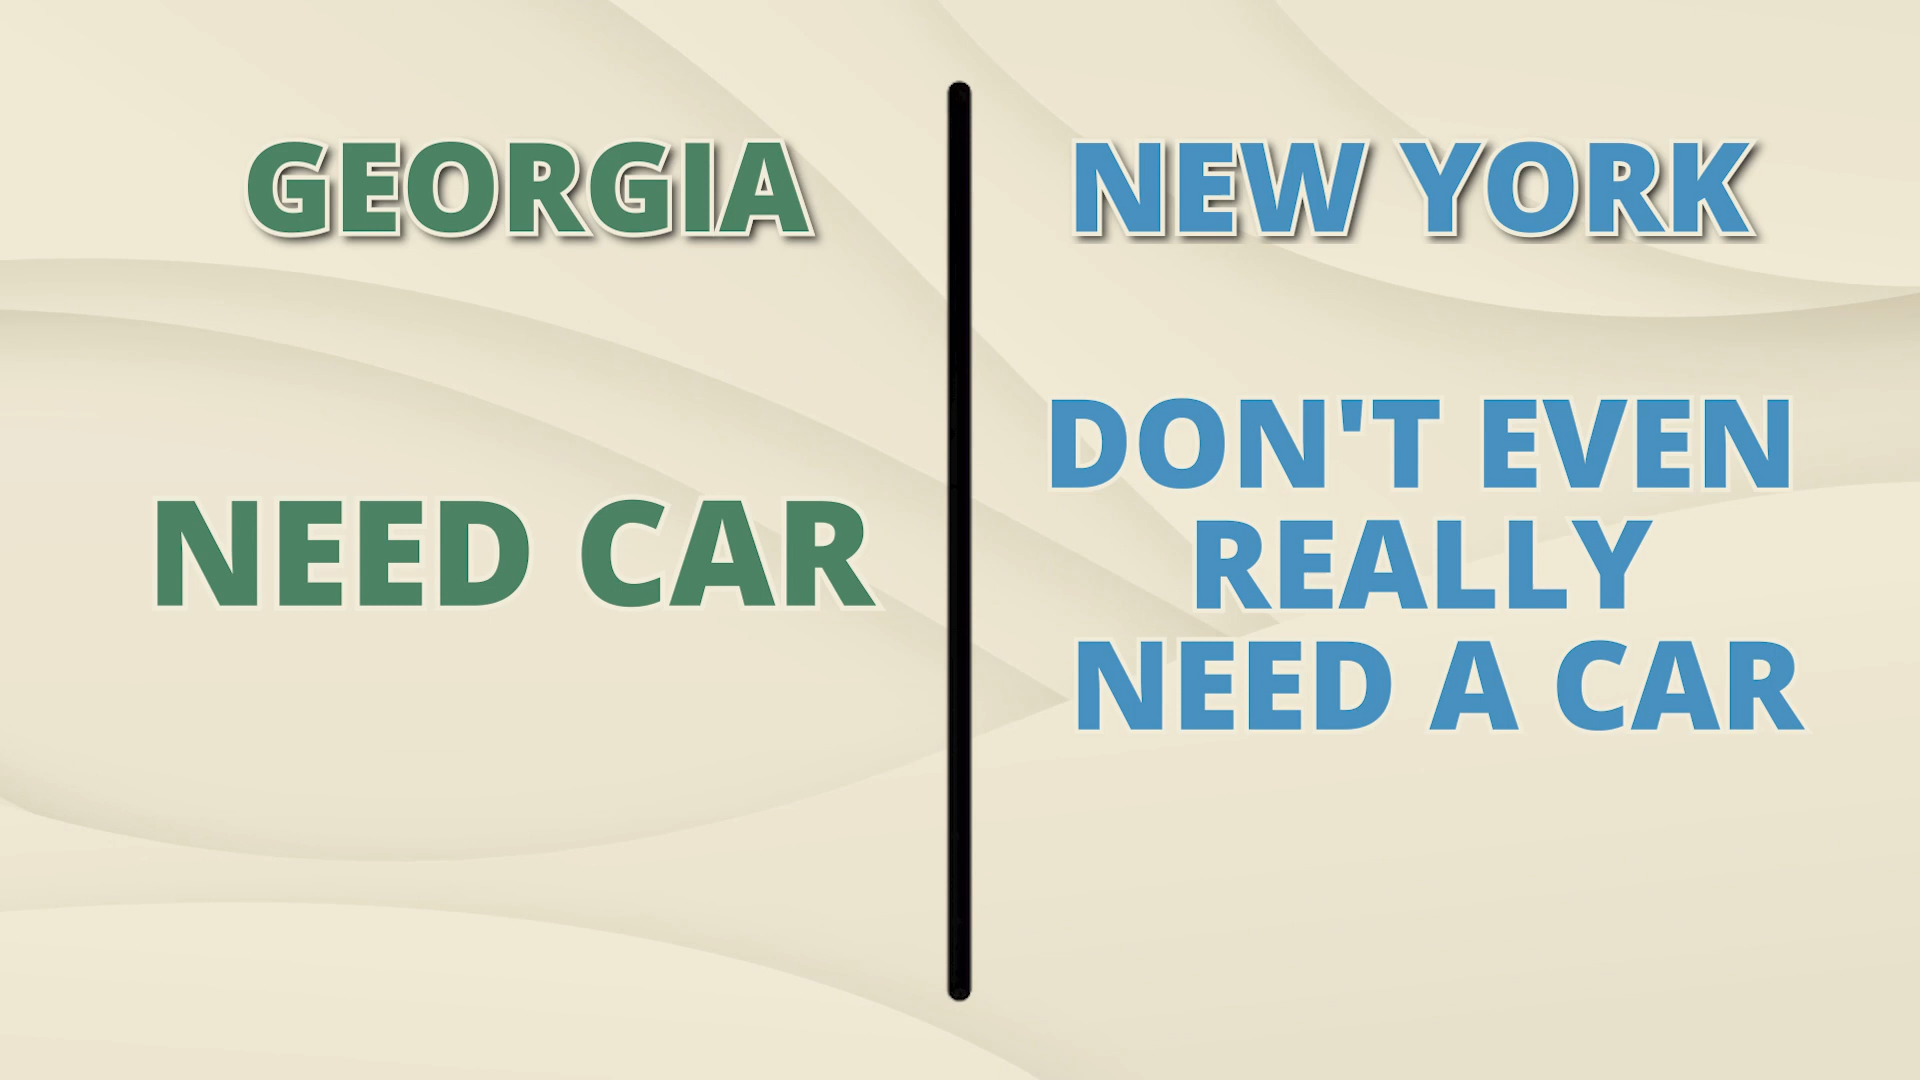 GEORGIA
NEED CAR
NEW YORK
DON'T EVEN
REALLY
NEED A CAR